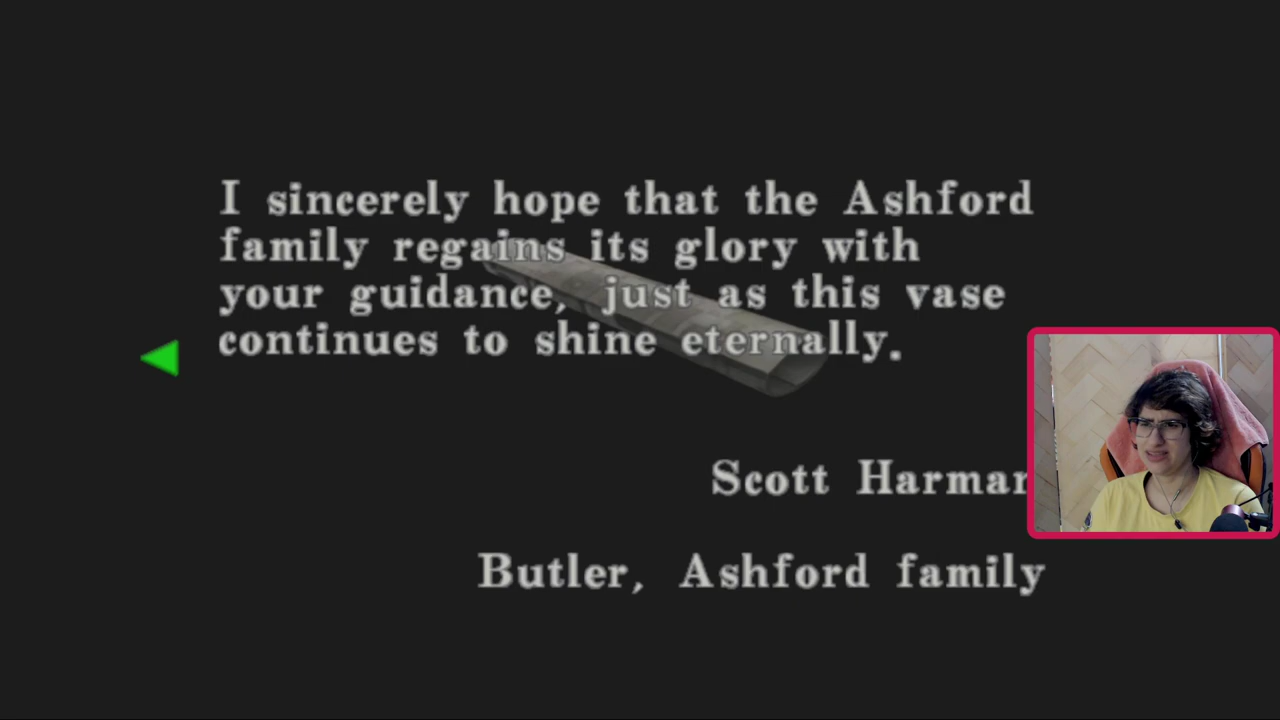 I sincerely hope that the Ashford
family regains its glory with
your guidance, just as this vase
continues to shine eternally.
Scott
Butler, Ashford family